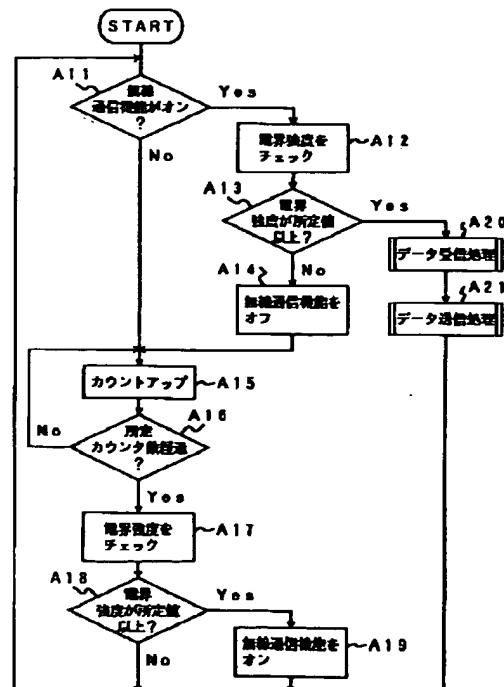 START
A11
無線
通信機能がオン
?
Yes
No
電界強度を
チェック
A12
A13
電界
強度が所定値
以上?
Yes
No
A20
データ受信処理
A21
データ送信処理
A14
無線通信機能を
オフ
カウントアップ
A15
A16
所定
カウンタ数経過
?
No
Yes
電界強度を
チェック
A17
A18
電界
強度が所定値
以上?
Yes
No
無線通信機能を
オン
A19